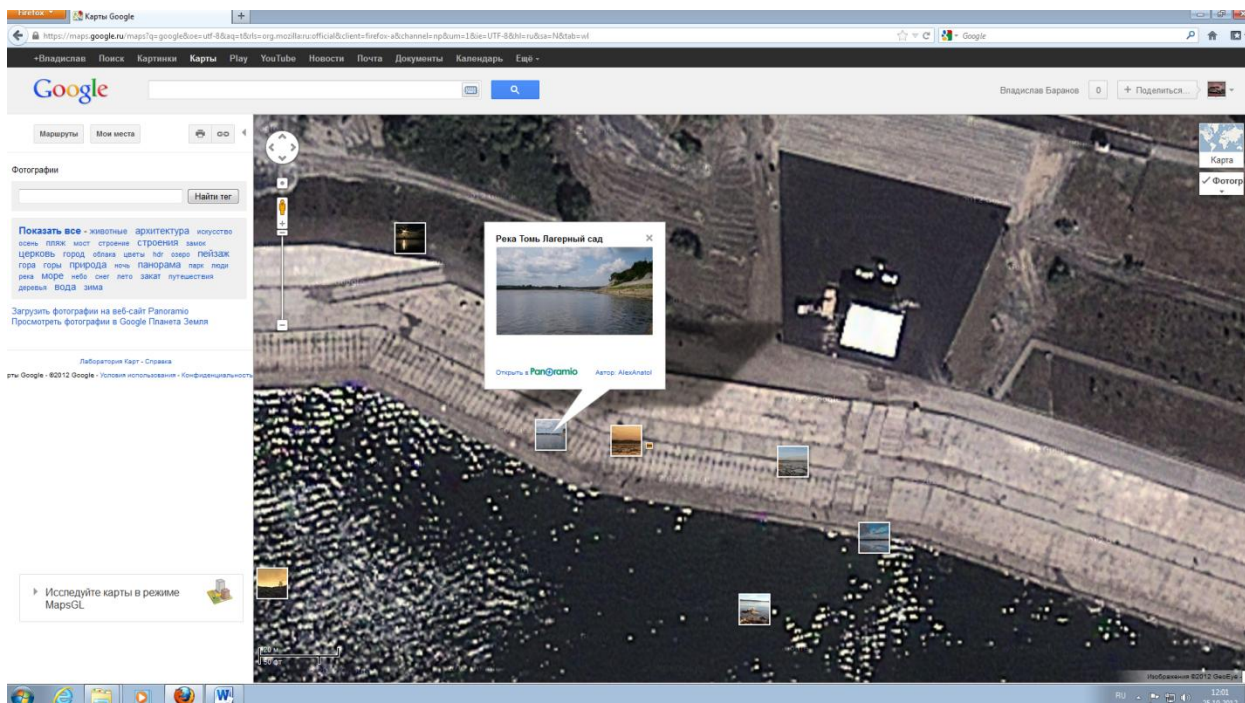 Firefox
Карты Google
https://maps.google.ru/maps?q=google&oe=utf-8&aq=t&rls=org.mozilla:ru:official&client=firefox-a&channel=np&um=1&ie=UTF-8&hl=ru&sa=N&tab=wl
Google
+Владислав Поиск Картинки Карты Play YouTube Новости Почта Документы Календарь Ещё
Google
Владислав Баранов 0 + Поделиться...
Маршруты Мои места
Фотографии
Найти тег
Показать все - животные архитектура искусство
осень пляж мост строение строения замок
церковь город облака цветы hdr озеро пейзаж
гора горы природа ночь панорама парк люди
река море небо снег лето закат путешествия
деревья вода зима
Загрузить фотографии на веб-сайт Panoramio
Просмотреть фотографии в Google Планета Земля
Лаборатория Карт - Справка
рты Google - ©2012 Google - Условия использования - Конфиденциальность
Исследуйте карты в режиме
MapsGL
Карта
Фотогр
Река Томь Лагерный сад
Открыть в Panoramio Автор: AlexAnatol
20 м
50 фт
Изображения ©2012 GeoEye
W
RU 12:01
25.10.2012